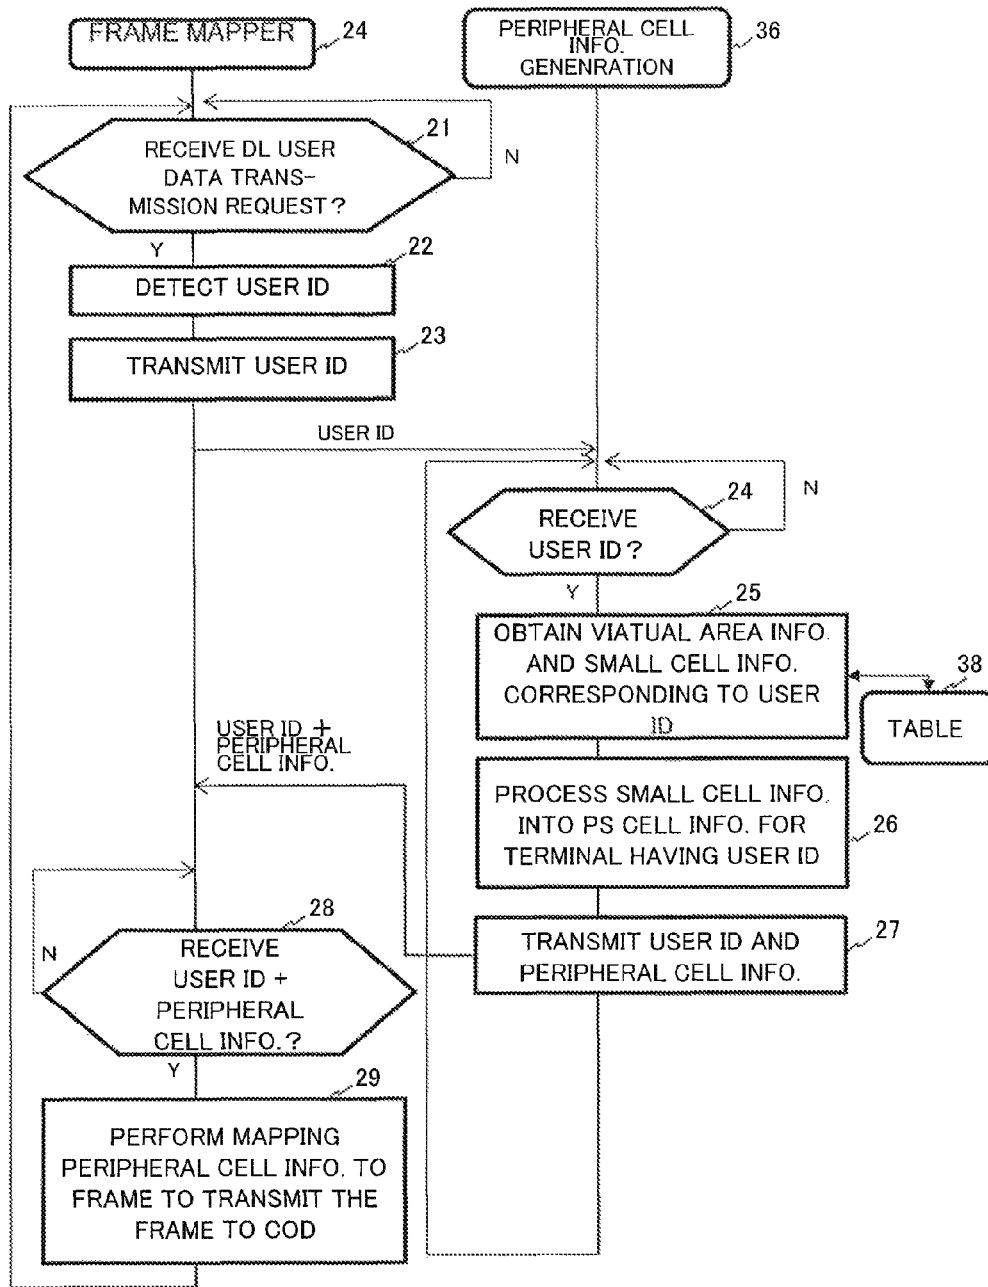 FRAME MAPPER
24
PERIPHERAL CELL
INFO.
GENENRATION
36
21
RECEIVE DL USER
DATA TRANS-
MISSION REQUEST?
N
Y
22
DETECT USER ID
23
TRANSMIT USER ID
USER ID
24
N
RECEIVE
USER ID?
Y
25
OBTAIN VIATUAL AREA INFO.
AND SMALL CELL INFO.
CORRESPONDING TO USER
ID
38
TABLE
USER ID +
PERIPHERAL
CELL INFO.
PROCESS SMALL CELL INFO.
INTO PS CELL INFO. FOR
TERMINAL HAVING USER ID
26
28
N
RECEIVE
USER ID +
PERIPHERAL
CELL INFO.?
Y
TRANSMIT USER ID AND
PERIPHERAL CELL INFO.
27
29
PERFORM MAPPING
PERIPHERAL CELL INFO. TO
FRAME TO TRANSMIT THE
FRAME TO COD